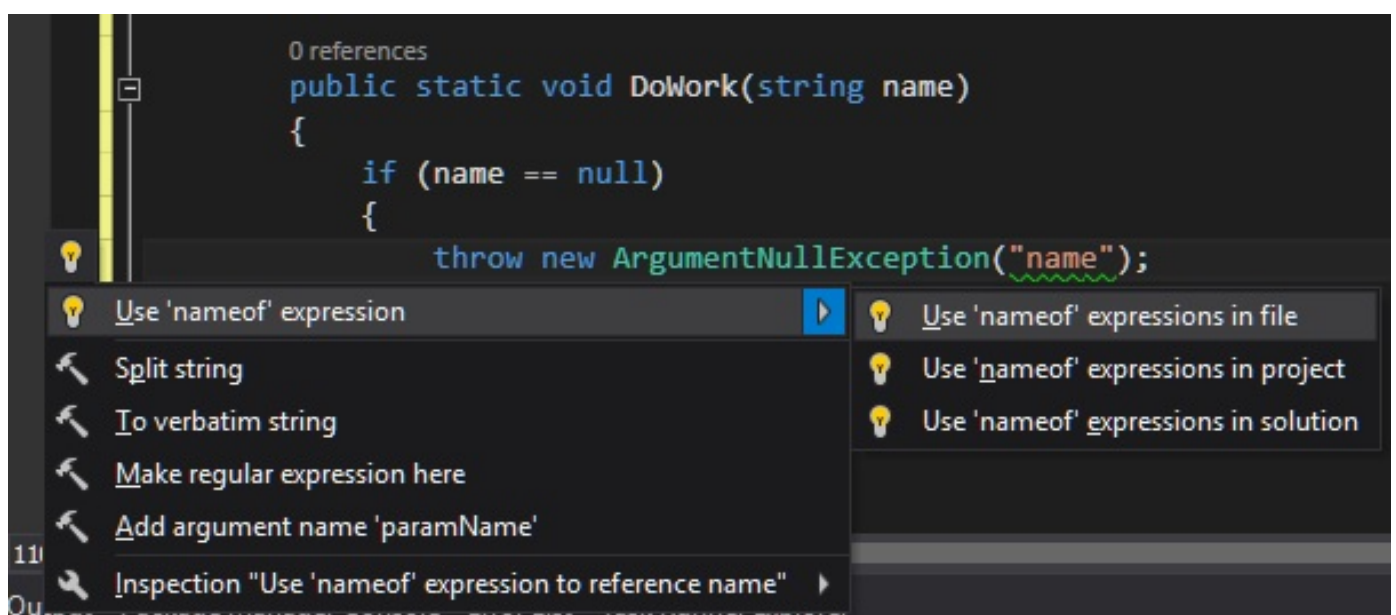 0 references
public static void DoWork(string name)
{
if (name == null)
{
throw new ArgumentNullException("name");
Use 'nameof' expression
Use 'nameof' expressions in file
Split string
Use 'nameof' expressions in project
To verbatim string
Use 'nameof' expressions in solution
Make regular expression here
Add argument name 'paramName'
110
Inspection "Use 'nameof' expression to reference name"